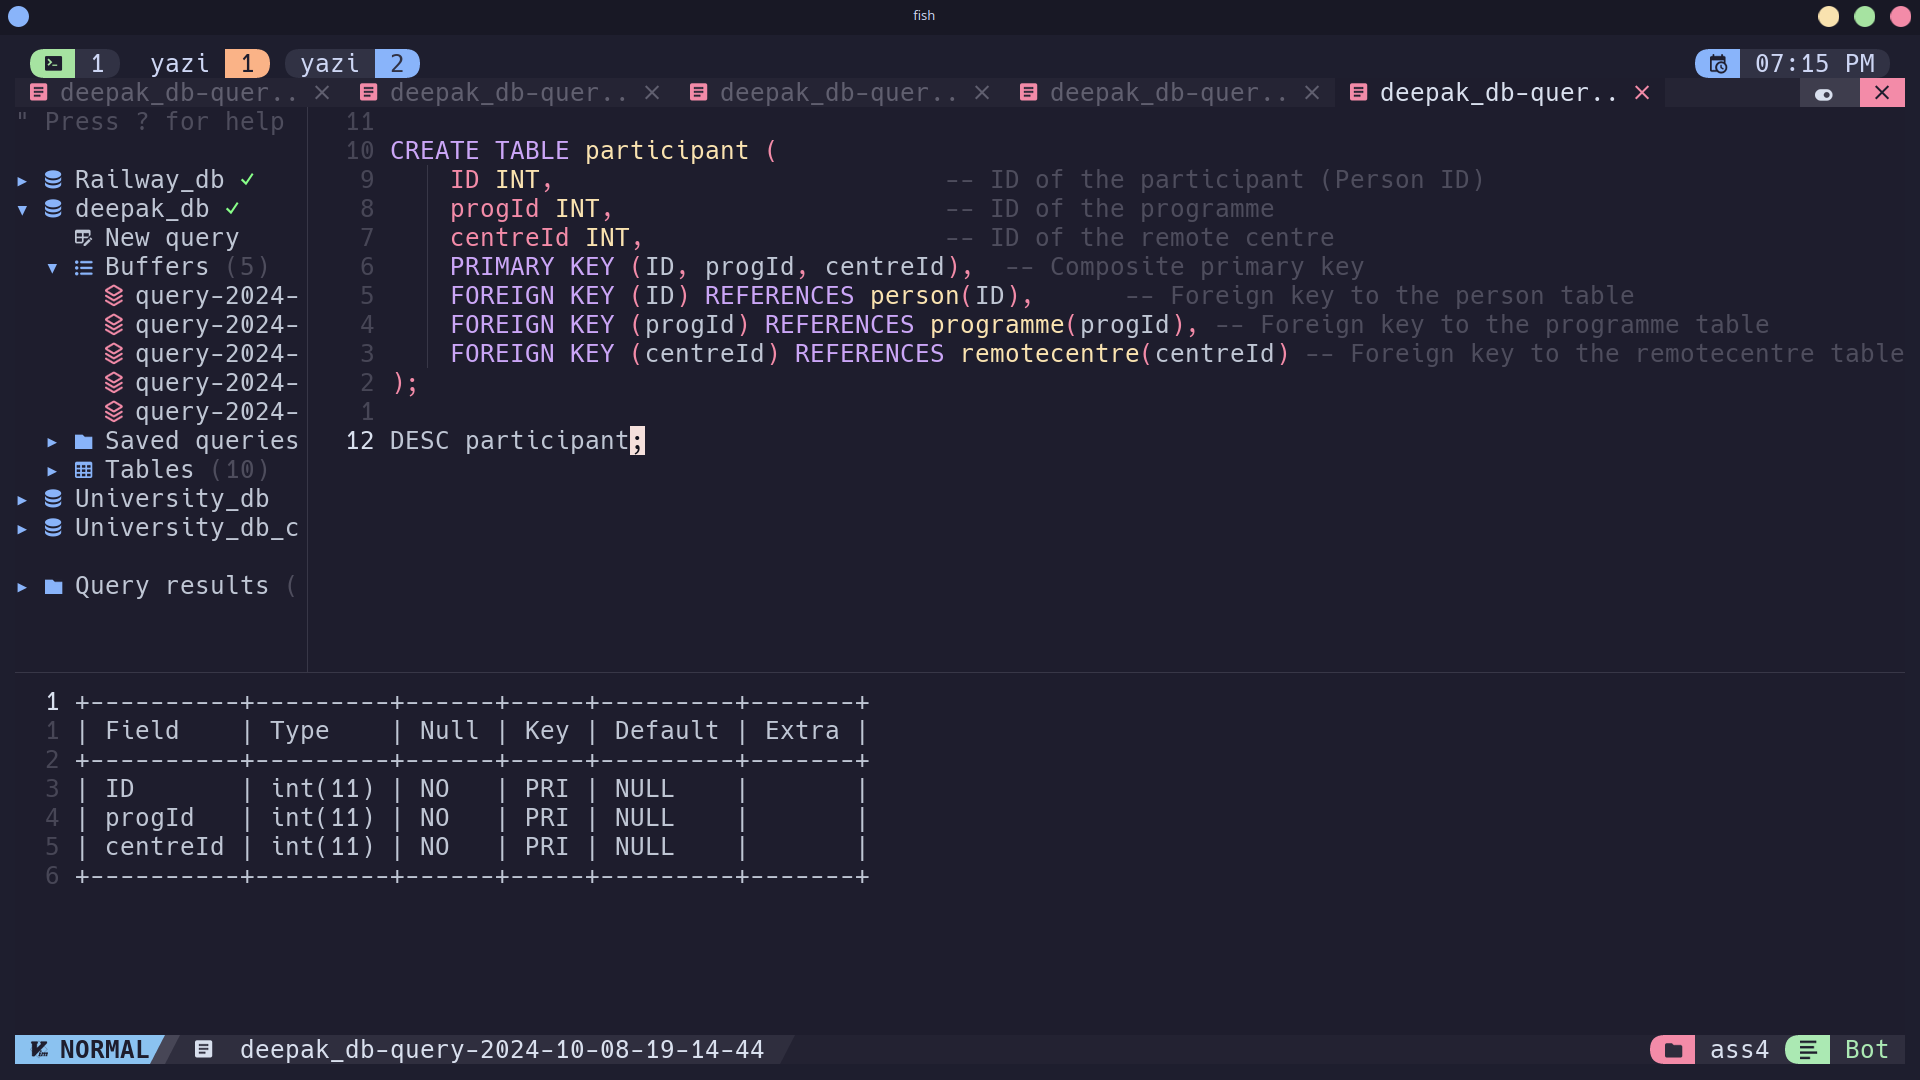 fish
1 yazi 1 yazi 2 07:15 PM
deepak_db-quer.. deepak_db-quer.. deepak_db-quer.. deepak_db-quer.. deepak_db-quer..
" Press ? for help
Railway_db ✓
deepak_db ✓
New query
Buffers (5)
query-2024-
query-2024-
query-2024-
query-2024-
query-2024-
Saved queries
Tables (10)
University_db
University_db_c
Query results (
11
10 CREATE TABLE participant (
9 ID INT, -- ID of the participant (Person ID)
8 progId INT, -- ID of the programme
7 centreId INT, -- ID of the remote centre
6 PRIMARY KEY (ID, progId, centreId), -- Composite primary key
5 FOREIGN KEY (ID) REFERENCES person(ID), -- Foreign key to the person table
4 FOREIGN KEY (progId) REFERENCES programme(progId), -- Foreign key to the programme table
3 FOREIGN KEY (centreId) REFERENCES remotecentre(centreId) -- Foreign key to the remotecentre table
2 );
1
12 DESC participant;
1 +----------+---------+------+-----+---------+-------+
1 | Field    | Type    | Null | Key | Default | Extra |
2 +----------+---------+------+-----+---------+-------+
3 | ID       | int(11) | NO   | PRI | NULL    |       |
4 | progId   | int(11) | NO   | PRI | NULL    |       |
5 | centreId | int(11) | NO   | PRI | NULL    |       |
6 +----------+---------+------+-----+---------+-------+
NORMAL deepak_db-query-2024-10-08-19-14-44 ass4 Bot